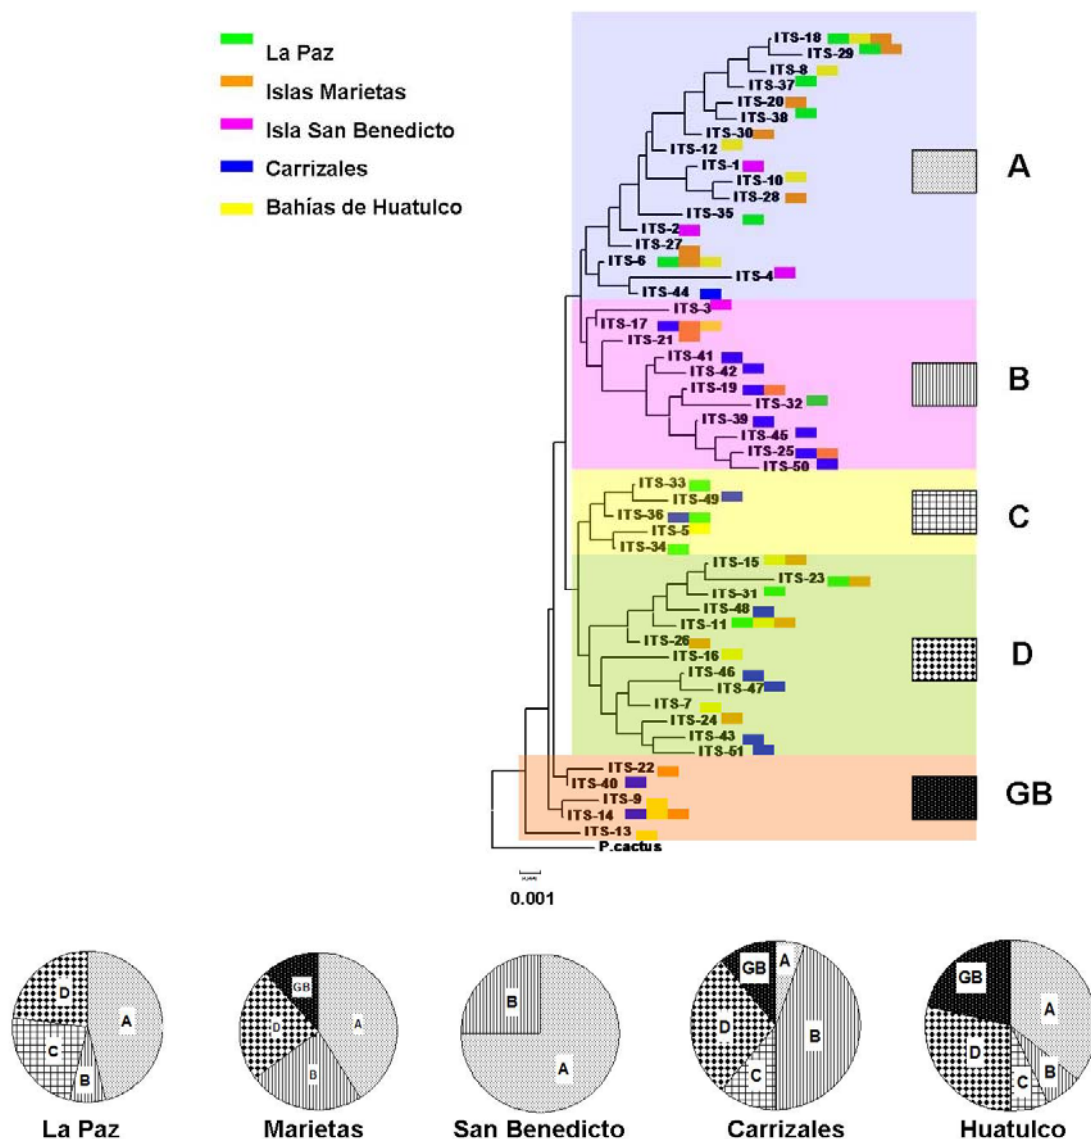 La Paz
Islas Marietas
Isla San Benedicto
Carrizales
Bahías de Huatulco
ITS-18
ITS-29
ITS-8
ITS-37
ITS-20
ITS-38
ITS-30
ITS-12
ITS-1
ITS-10
ITS-28
ITS-35
ITS-2
ITS-27
ITS-6
ITS-4
ITS-44
A
ITS-3
ITS-17
ITS-21
ITS-41
ITS-42
ITS-19
ITS-32
ITS-39
ITS-45
ITS-25
ITS-50
B
ITS-33
ITS-49
ITS-36
ITS-5
ITS-34
C
ITS-15
ITS-23
ITS-31
ITS-48
ITS-11
ITS-26
ITS-16
ITS-46
ITS-47
ITS-7
ITS-24
ITS-43
ITS-51
D
ITS-22
ITS-40
ITS-9
ITS-14
ITS-13
GB
P.cactus
0.001
D
A
C
B
La Paz
GB
A
D
B
Marietas
B
A
San Benedicto
GB
A
D
B
C
Carrizales
GB
A
D
B
C
Huatulco